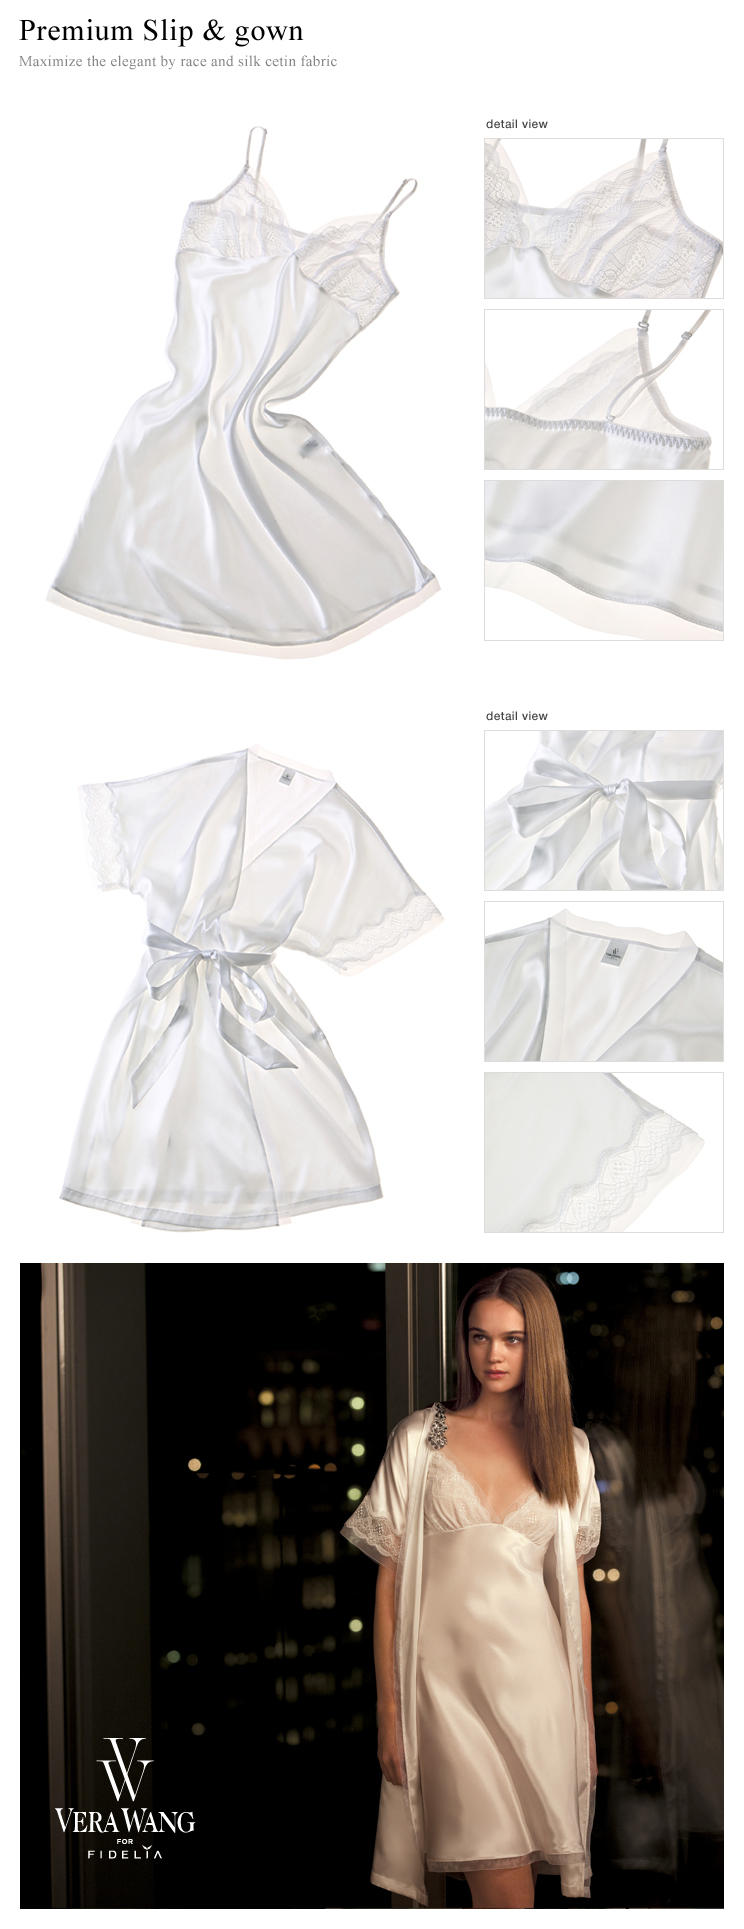 Premium Slip & gown
Maximize the elegant by race and silk cetin fabric
detail view
detail view
VERA WANG
FOR
FIDELIA